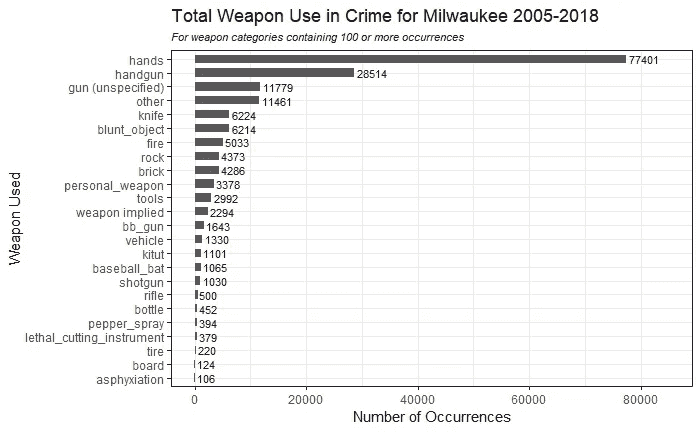 Total Weapon Use in Crime for Milwaukee 2005-2018
For weapon categories containing 100 or more occurrences
Weapon Used
hands 77401
handgun 28514
gun (unspecified) 11779
other 11461
knife 6224
blunt_object 6214
fire 5033
rock 4373
brick 4286
personal_weapon 3378
tools 2992
weapon implied 2294
bb_gun 1643
vehicle 1330
kitut 1101
baseball_bat 1065
shotgun 1030
rifle 500
bottle 452
pepper_spray 394
lethal_cutting_instrument 379
tire 220
board 124
asphyxiation 106
0 20000 40000 60000 80000
Number of Occurrences